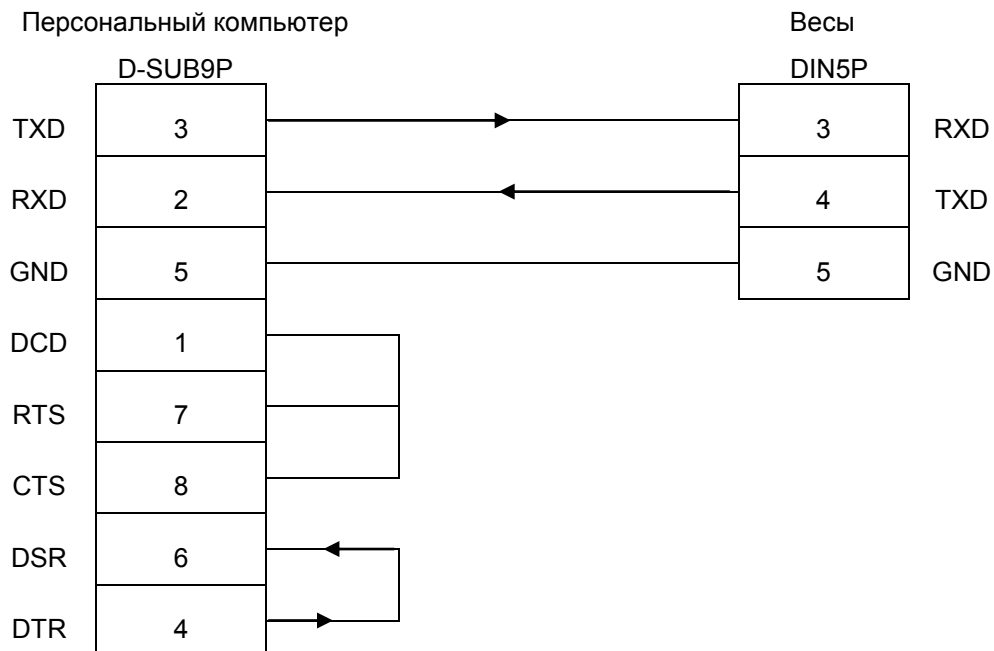 Персональный компьютер Весы
D-SUB9P DIN5P
TXD 3 3 RXD
RXD 2 4 TXD
GND 5 5 GND
DCD 1
RTS 7
CTS 8
DSR 6
DTR 4